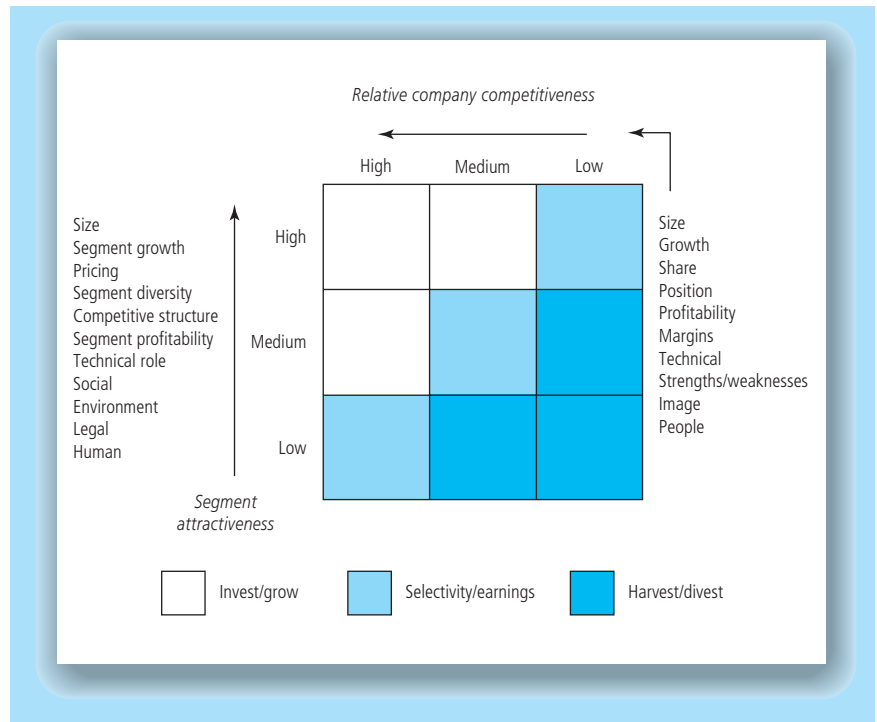 Relative company competitiveness
High Medium Low
Size
Segment growth
Pricing
Segment diversity
Competitive structure
Segment profitability
Technical role
Social
Environment
Legal
Human
Segment
attractiveness
High
Medium
Low
Size
Growth
Share
Position
Profitability
Margins
Technical
Strengths/weaknesses
Image
People
Invest/grow Selectivity/earnings Harvest/divest